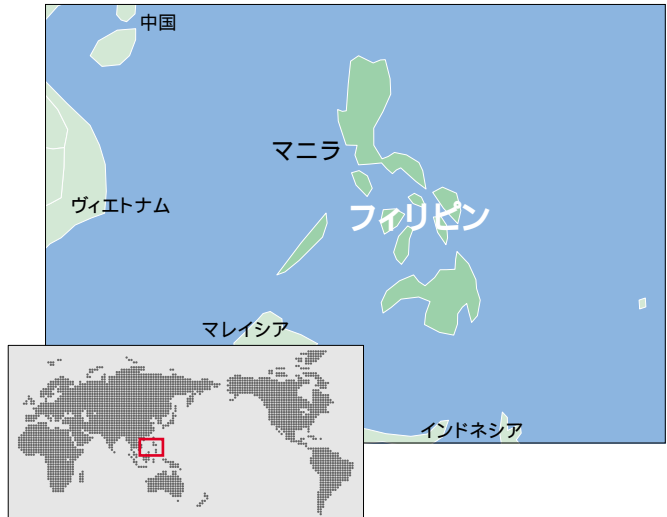 中国
マニラ
ヴィエトナム
フィリピン
マレイシア
インドネシア